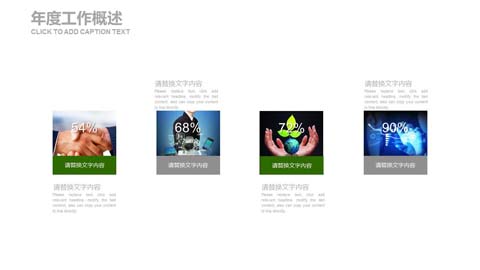 年度工作概述
CLICK TO ADD CAPTION TEXT
请替换文字内容
Please replace text, click add
relevant headline, modify the text
content, also can copy your content
to this directly.
请替换文字内容
Please replace text, click add
relevant headline, modify the text
content, also can copy your content
to this directly.
54%
请替换文字内容
68%
请替换文字内容
72%
请替换文字内容
90%
请替换文字内容
请替换文字内容
Please replace text, click add
relevant headline, modify the text
content, also can copy your content
to this directly.
请替换文字内容
Please replace text, click add
relevant headline, modify the text
content, also can copy your content
to this directly.